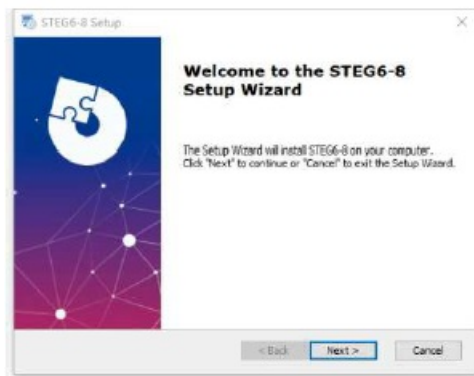 STEG6-8 Setup
Welcome to the STEG6-8
Setup Wizard
The Setup Wizard will install STEG6-8 on your computer.
Click "Next" to continue or "Cancel" to exit the Setup Wizard.
< Back
Next >
Cancel